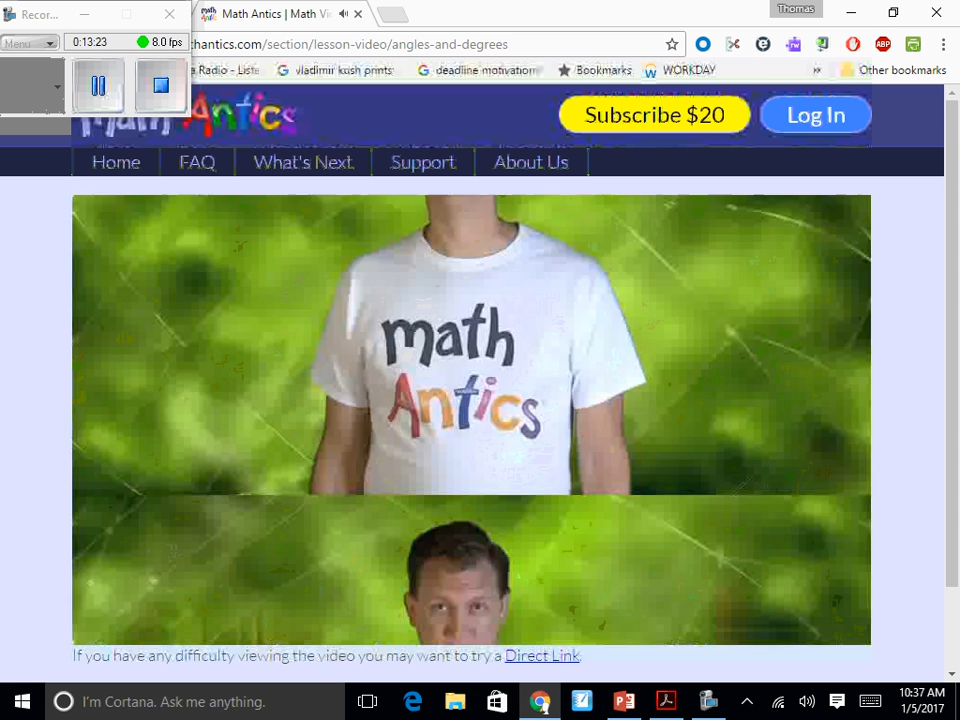 Recor...
Math Antics | Math Vi
Thomas
Menu
0:13:23
8.0 fps
hantics.com/section/lesson-video/angles-and-degrees
a Radio - Liste
vladimir kush prints
deadline motivation
Bookmarks
WORKDAY
»
Other bookmarks
Math Antics
Subscribe $20
Log In
Home
FAQ
What's Next
Support
About Us
math
Antics
If you have any difficulty viewing the video you may want to try a Direct Link.
I'm Cortana. Ask me anything.
10:37 AM
1/5/2017